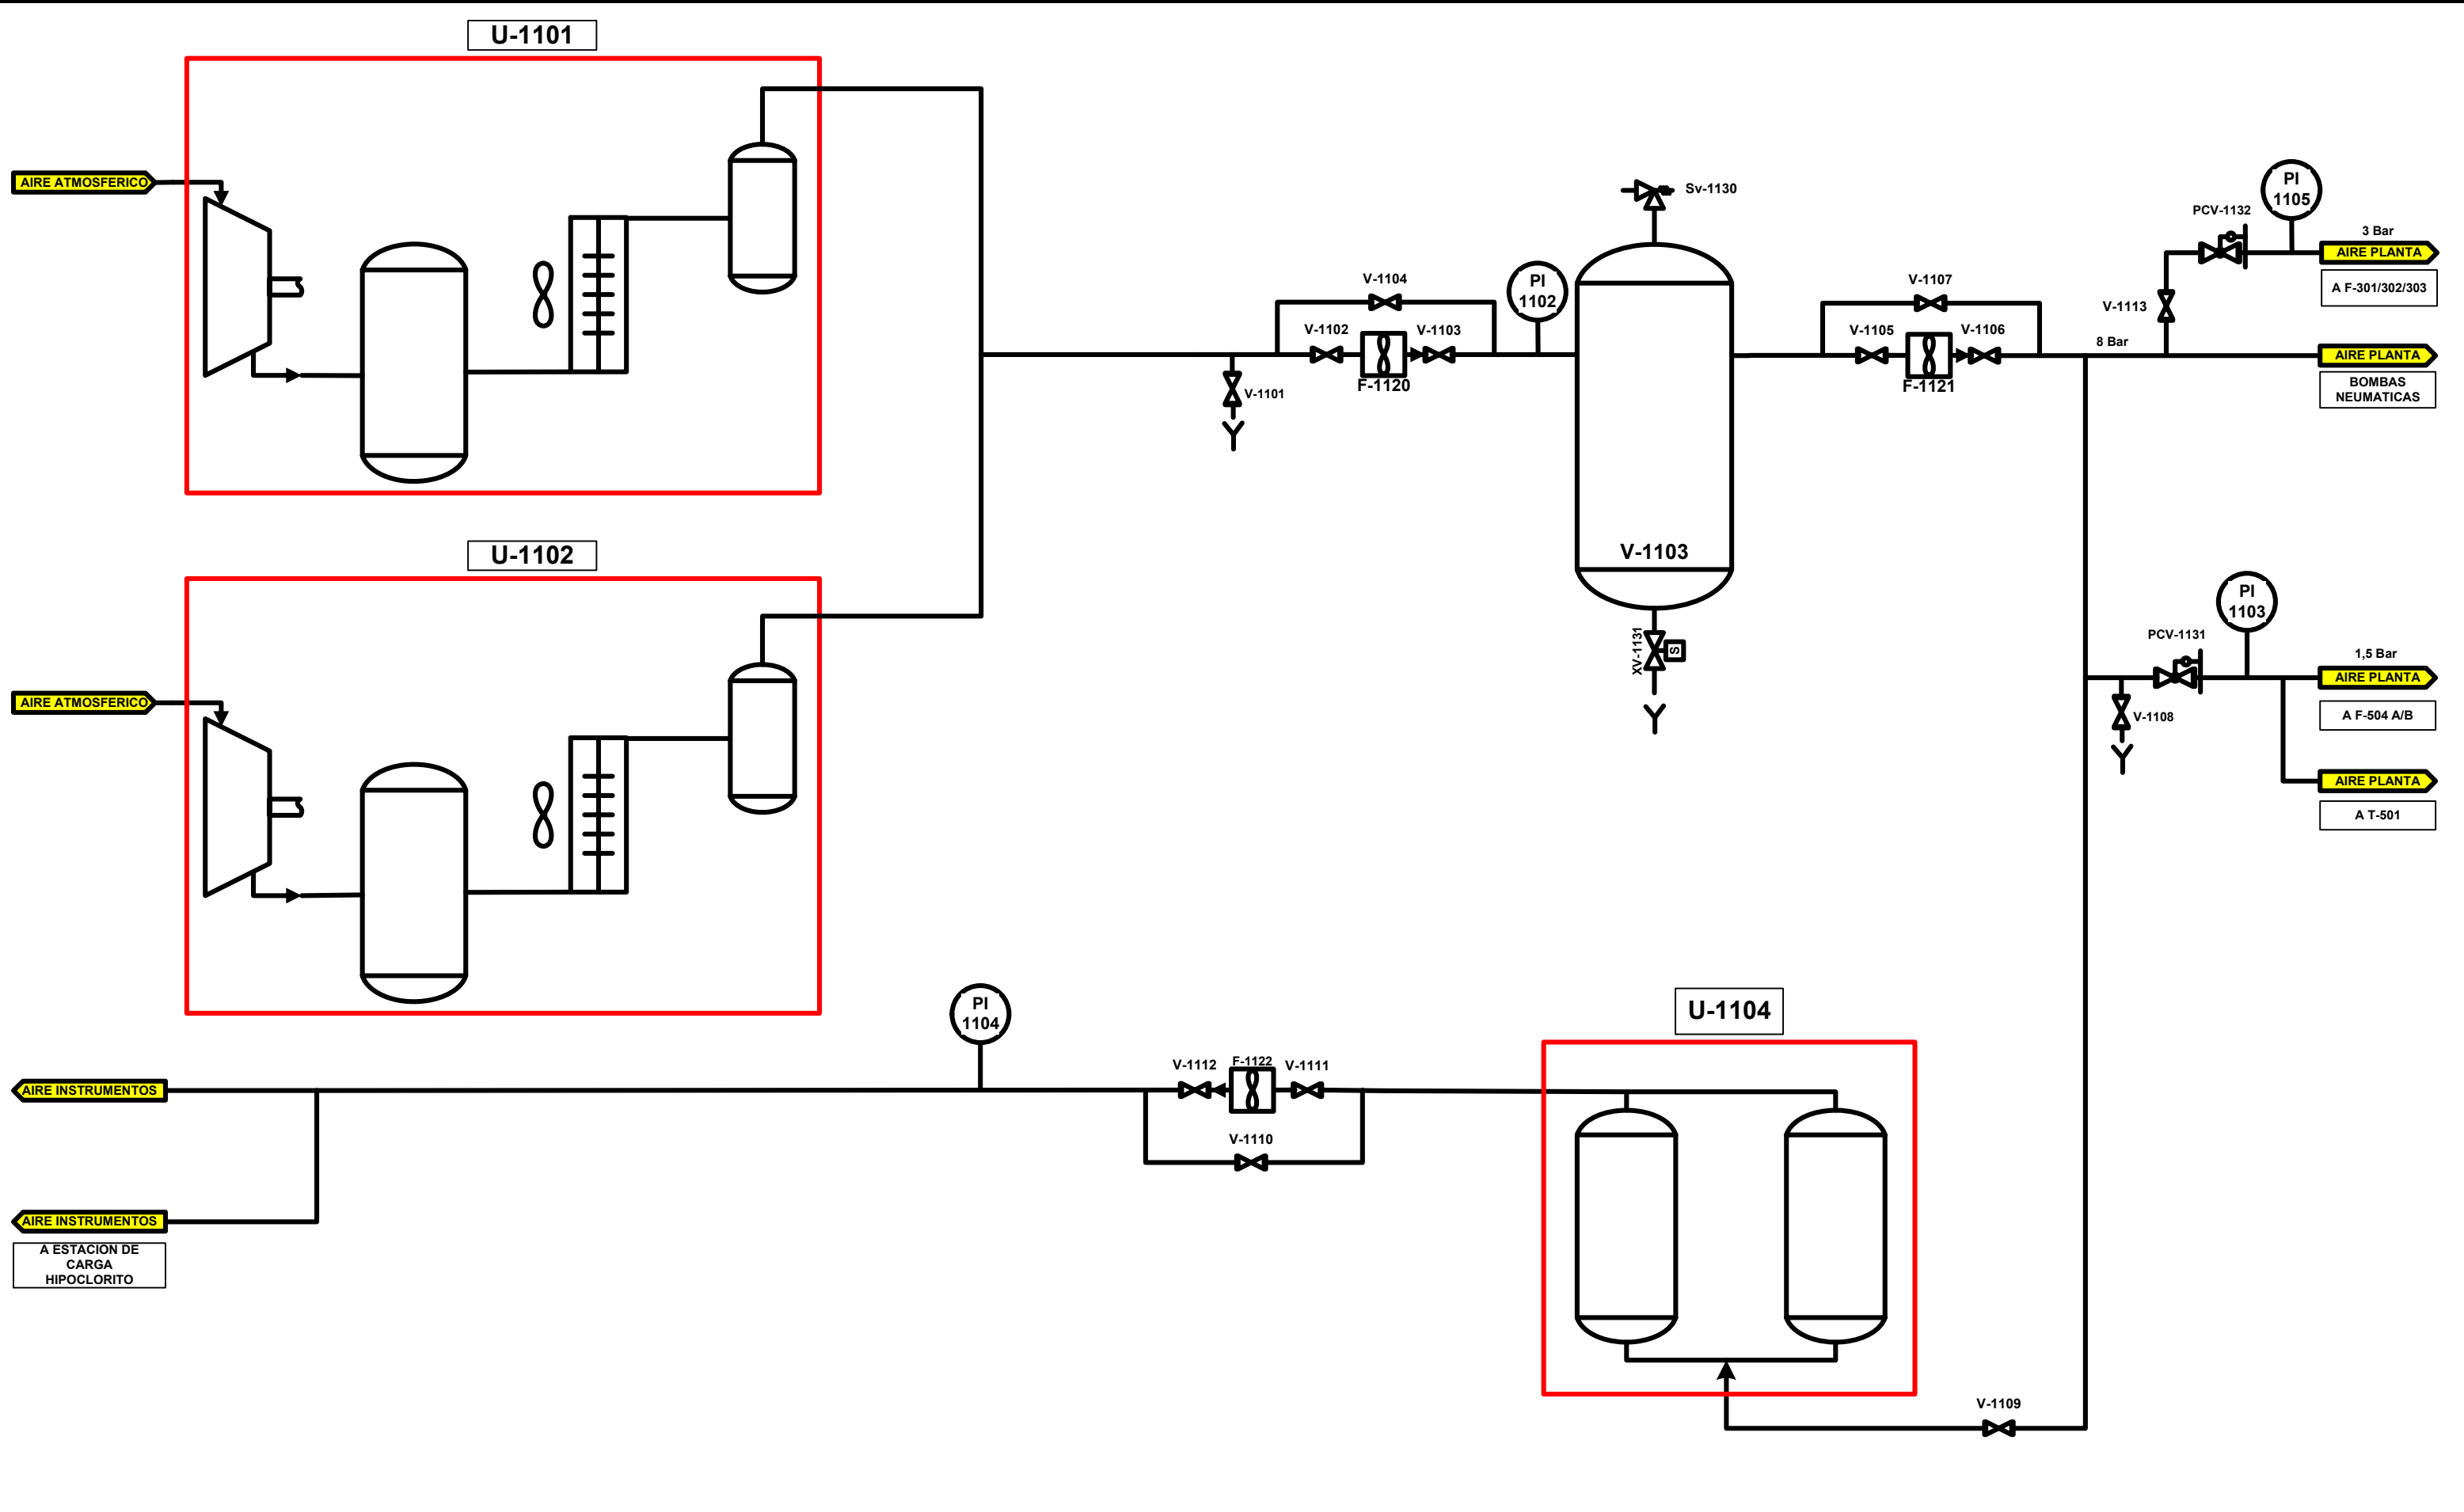 U-1101
AIRE ATMOSFERICO
Sv-1130
PI
1105
PCV-1132
3 Bar
AIRE PLANTA
A F-301/302/303
V-1104
PI
1102
V-1107
V-1113
V-1102
V-1103
V-1105
V-1106
8 Bar
AIRE PLANTA
F-1120
F-1121
V-1101
BOMBAS
NEUMATICAS
U-1102
V-1103
AIRE ATMOSFERICO
XV-1131
S
PI
1103
PCV-1131
1,5 Bar
AIRE PLANTA
V-1108
A F-504 A/B
AIRE PLANTA
A T-501
PI
1104
U-1104
V-1112
F-1122
V-1111
AIRE INSTRUMENTOS
V-1110
AIRE INSTRUMENTOS
A ESTACION DE
CARGA
HIPOCLORITO
V-1109